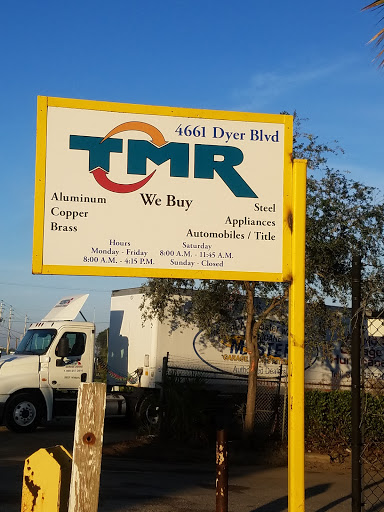 4661 Dyer Blvd
TMR
We Buy
Aluminum
Copper
Brass
Steel
Appliances
Automobiles / Title
Hours
Monday - Friday
8:00 A.M. - 4:15 P.M.
Saturday
8:00 A.M. - 11:45 A.M.
Sunday - Closed